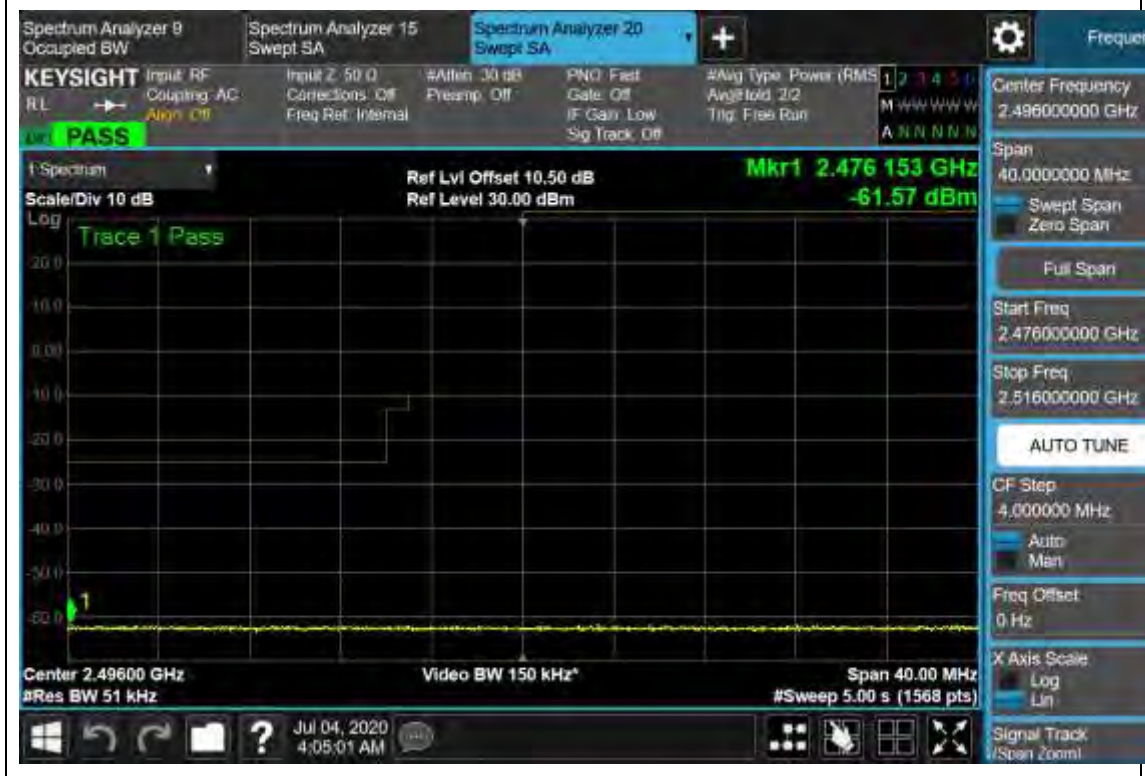 Spectrum Analyzer 9
Occupied BW
Spectrum Analyzer 15
Swept SA
Spectrum Analyzer 20
Swept SA
+
Frequen
KEYSIGHT
RL
PASS
Input: RF
Coupling: AC
Align: Off
Input Z: 50 Ω
Corrections: Off
Freq Ref: Internal
#Atten: 30 dB
Preamp: Off
PNO: Fast
Gate: Off
IF Gain: Low
Sig Track: Off
#Avg Type: Power (RMS
Avg|Hold: 2/2
Trig: Free Run
1 2 3 4 5 6
M W W W W W
A N N N N N
1 Spectrum
Scale/Div 10 dB
Ref Lvl Offset 10.50 dB
Ref Level 30.00 dBm
Mkr1 2.476 153 GHz
-61.57 dBm
Log
Trace 1 Pass
20.0
10.0
0.00
-10.0
-20.0
-30.0
-40.0
-50.0
-60.0
1
Center 2.49600 GHz
#Res BW 51 kHz
Video BW 150 kHz*
Span 40.00 MHz
#Sweep 5.00 s (1568 pts)
Center Frequency
2.496000000 GHz
Span
40.0000000 MHz
Swept Span
Zero Span
Full Span
Start Freq
2.476000000 GHz
Stop Freq
2.516000000 GHz
AUTO TUNE
CF Step
4.000000 MHz
Auto
Man
Freq Offset
0 Hz
X Axis Scale
Log
Lin
Signal Track
(Span Zoom)
?
Jul 04, 2020
4:05:01 AM